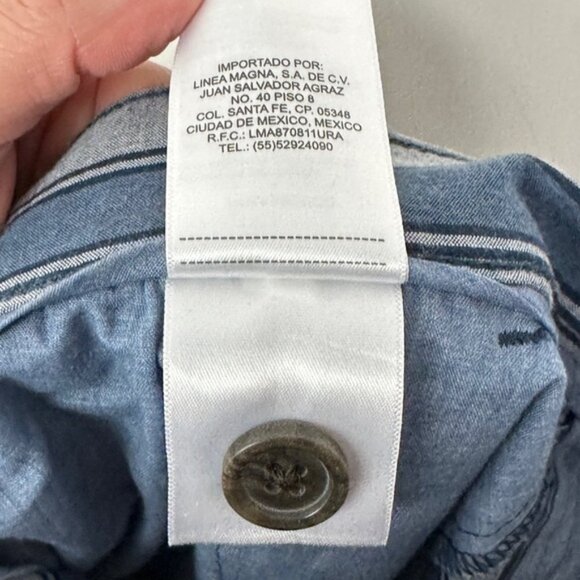 IMPORTADO POR:
LINEA MAGNA, S.A. DE C.V.
JUAN SALVADOR AGRAZ
NO. 40 PISO 8
COL. SANTA FE, CP. 05348
CIUDAD DE MEXICO, MEXICO
R.F.C.: LMA870811URA
TEL.: (55)52924090